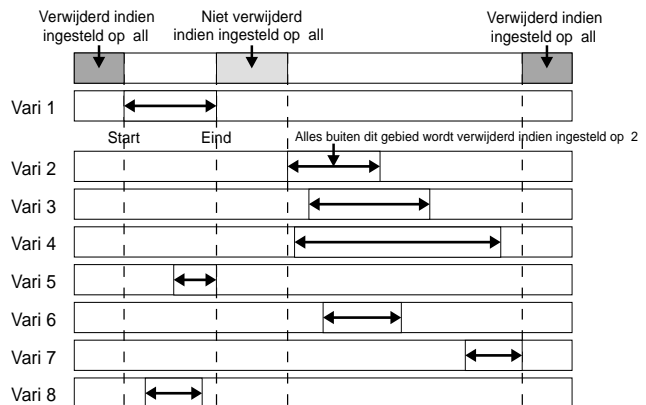 Verwijderd indien
ingesteld op all
Niet verwijderd
indien ingesteld op all
Verwijderd indien
ingesteld op all
Vari 1
Start
Eind
Alles buiten dit gebied wordt verwijderd indien ingesteld op 2
Vari 2
Vari 3
Vari 4
Vari 5
Vari 6
Vari 7
Vari 8